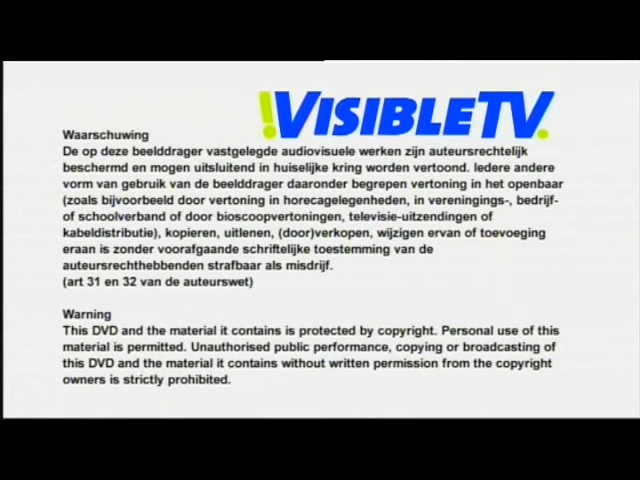 !VISIBLETV.
Waarschuwing
De op deze beelddrager vastgelegde audiovisuele werken zijn auteursrechtelijk
beschermd en mogen uitsluitend in huiselijke kring worden vertoond. Iedere andere
vorm van gebruik van de beelddrager daaronder begrepen vertoning in het openbaar
(zoals bijvoorbeeld door vertoning in horecagelegenheden, in verenigings-, bedrijf-
of schoolverband of door bioscoopvertoningen, televisie-uitzendingen of
kabeldistributie), kopieren, uitlenen, (door)verkopen, wijzigen ervan of toevoeging
eraan is zonder voorafgaande schriftelijke toestemming van de
auteursrechthebbenden strafbaar als misdrijf.
(art 31 en 32 van de auteurswet)
Warning
This DVD and the material it contains is protected by copyright. Personal use of this
material is permitted. Unauthorised public performance, copying or broadcasting of
this DVD and the material it contains without written permission from the copyright
owners is strictly prohibited.